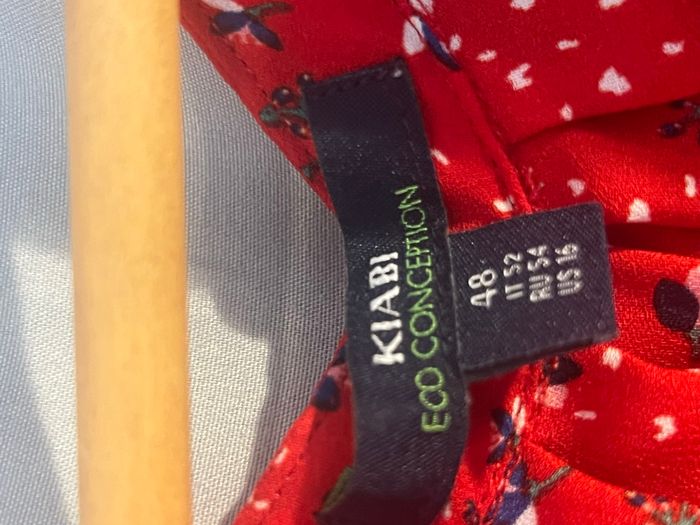 KIABI
ECO CONCEPTION
48
IT 52
RU 54
US 16